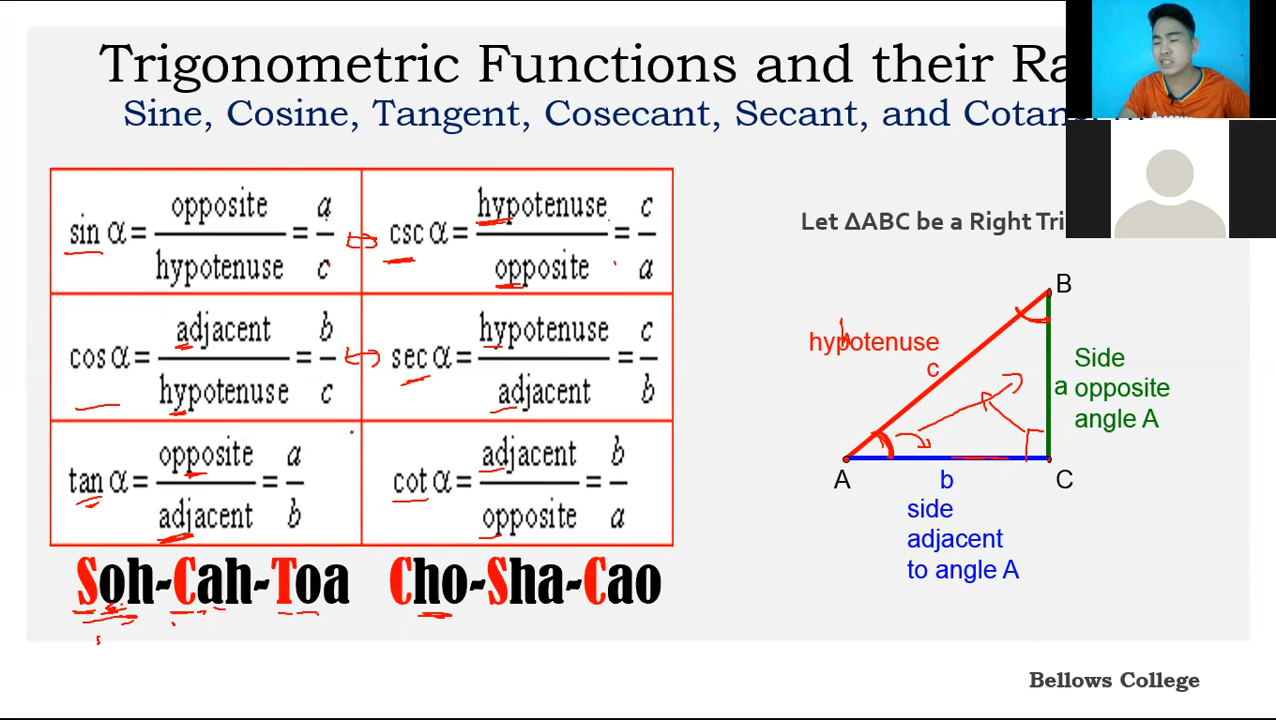 Trigonometric Functions and their Ra
Sine, Cosine, Tangent, Cosecant, Secant, and Cotan
sin α = opposite / hypotenuse = a / c
csc α = hypotenuse / opposite = c / a
cos α = adjacent / hypotenuse = b / c
sec α = hypotenuse / adjacent = c / b
tan α = opposite / adjacent = a / b
cot α = adjacent / opposite = b / a
Soh-Cah-Toa
Cho-Sha-Cao
Let ΔABC be a Right Tri
B
hypotenuse
c
Side
a opposite
angle A
A
b
C
side
adjacent
to angle A
Bellows College